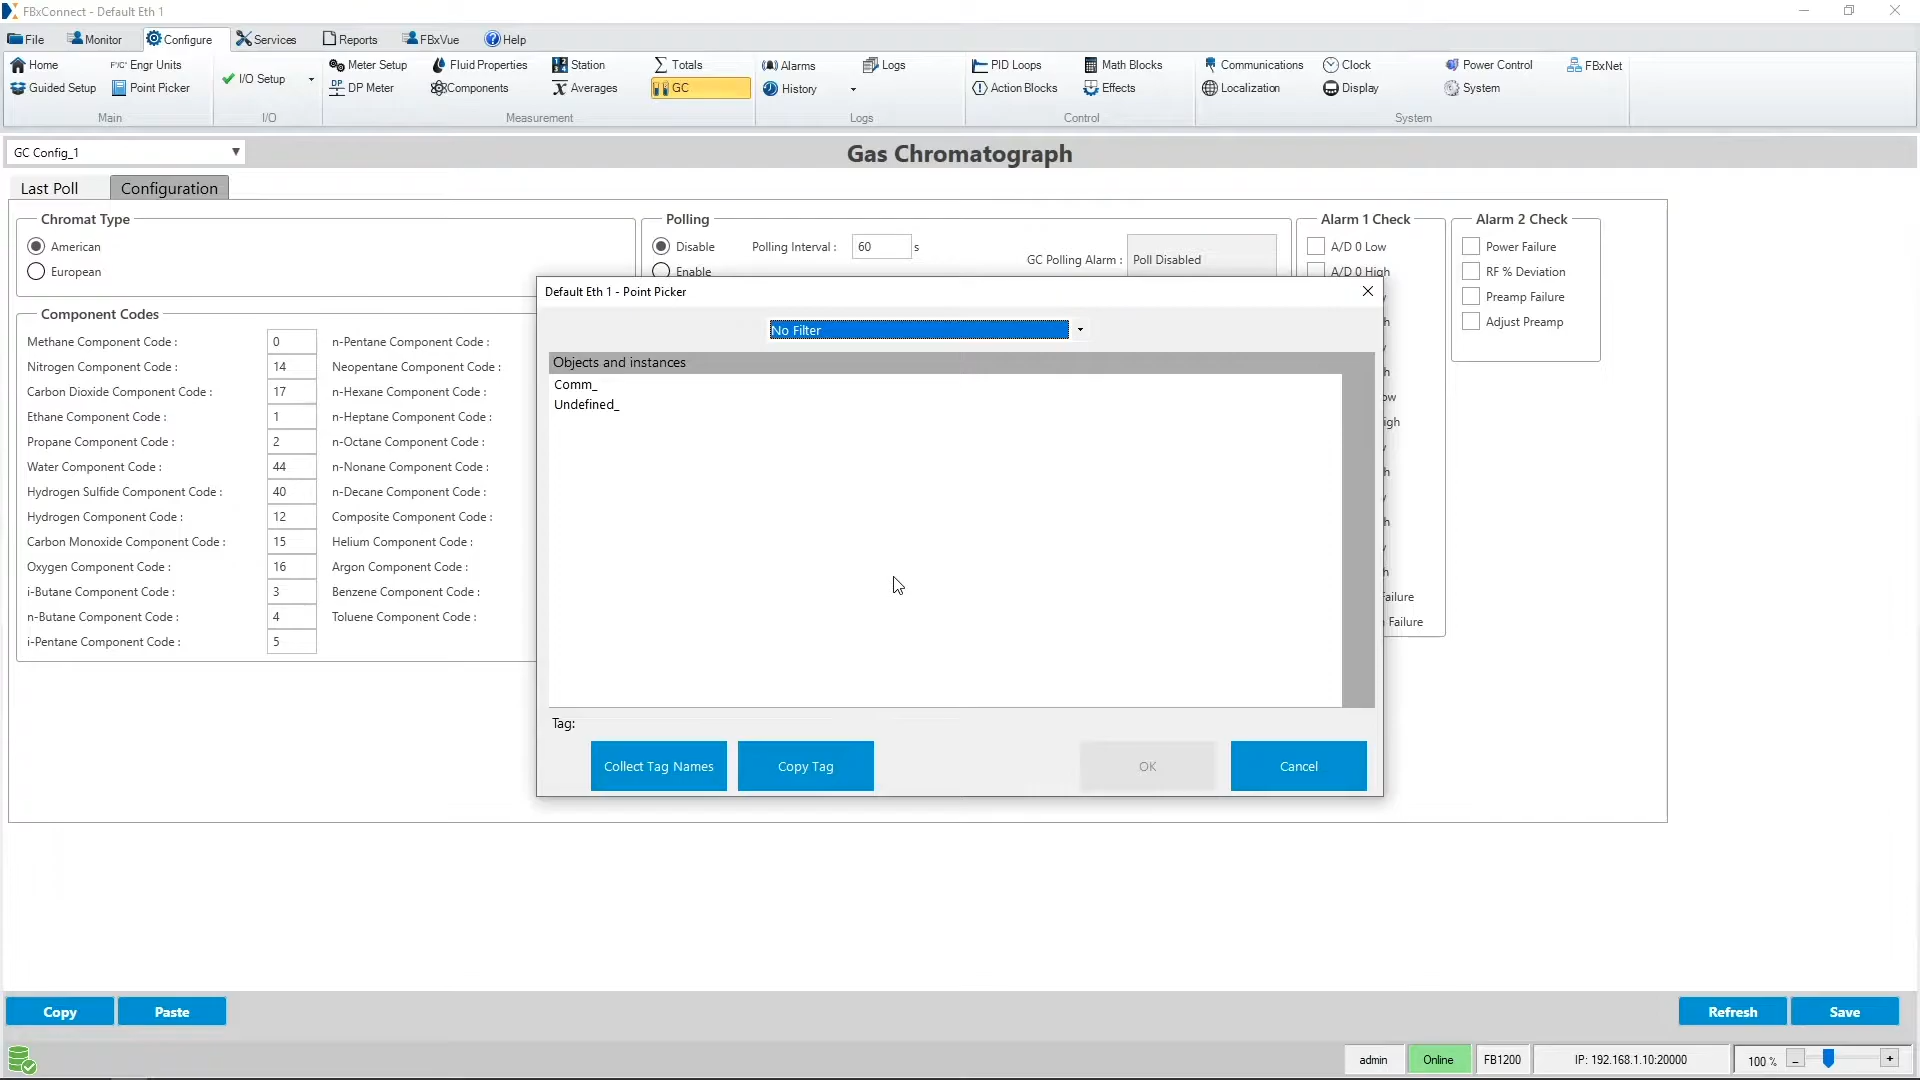 FBxConnect - Default Eth 1
File Monitor Configure Services Reports FBxVue Help
Home F°/C° Engr Units I/O Setup Meter Setup Fluid Properties Station Totals Alarms Logs PID Loops Math Blocks Communications Clock Power Control FBxNet
Guided Setup Point Picker DP Meter Components Averages GC History Action Blocks Effects Localization Display System
Main I/O Measurement Logs Control System
GC Config_1
Gas Chromatograph
Last Poll Configuration
Chromat Type
American
European
Polling
Disable Polling Interval : 60 s
Enable
GC Polling Alarm : Poll Disabled
Alarm 1 Check
A/D 0 Low
A/D 0 High
Failure
Failure
Alarm 2 Check
Power Failure
RF % Deviation
Preamp Failure
Adjust Preamp
Component Codes
Methane Component Code : 0 n-Pentane Component Code :
Nitrogen Component Code : 14 Neopentane Component Code :
Carbon Dioxide Component Code : 17 n-Hexane Component Code :
Ethane Component Code : 1 n-Heptane Component Code :
Propane Component Code : 2 n-Octane Component Code :
Water Component Code : 44 n-Nonane Component Code :
Hydrogen Sulfide Component Code : 40 n-Decane Component Code :
Hydrogen Component Code : 12 Composite Component Code :
Carbon Monoxide Component Code : 15 Helium Component Code :
Oxygen Component Code : 16 Argon Component Code :
i-Butane Component Code : 3 Benzene Component Code :
n-Butane Component Code : 4 Toluene Component Code :
i-Pentane Component Code : 5
Default Eth 1 - Point Picker
No Filter
Objects and instances
Comm_
Undefined_
Tag:
Collect Tag Names Copy Tag OK Cancel
Copy Paste Refresh Save
admin Online FB1200 IP: 192.168.1.10:20000 100 % - +